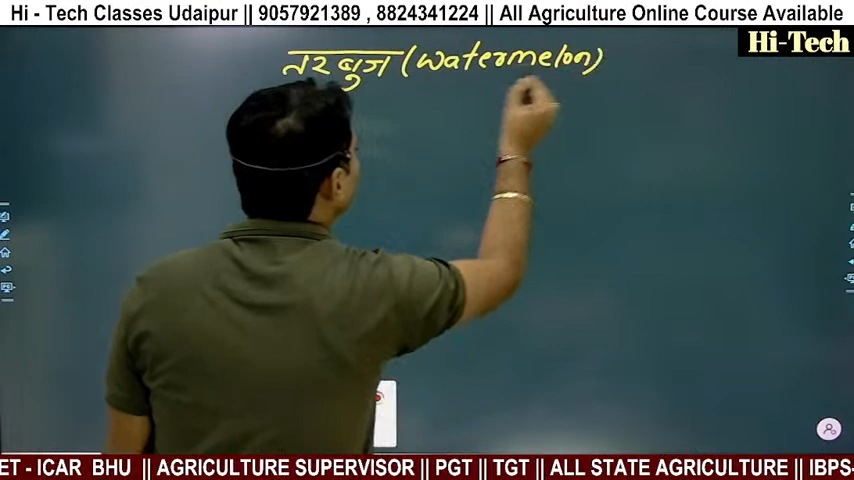 Hi - Tech Classes Udaipur || 9057921389 , 8824341224 || All Agriculture Online Course Available
Hi-Tech
तरबुज (watermelon)
ET - ICAR BHU || AGRICULTURE SUPERVISOR || PGT || TGT || ALL STATE AGRICULTURE || IBPS-